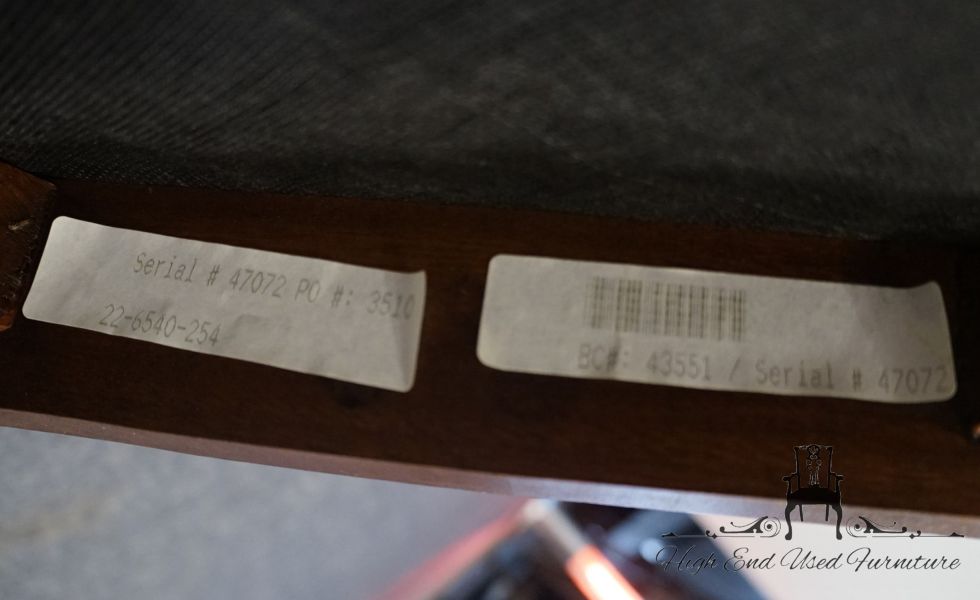 Serial # 47072 PO #: 3510
22-6540-254
BC#: 43551 / Serial # 47072
High End Used Furniture